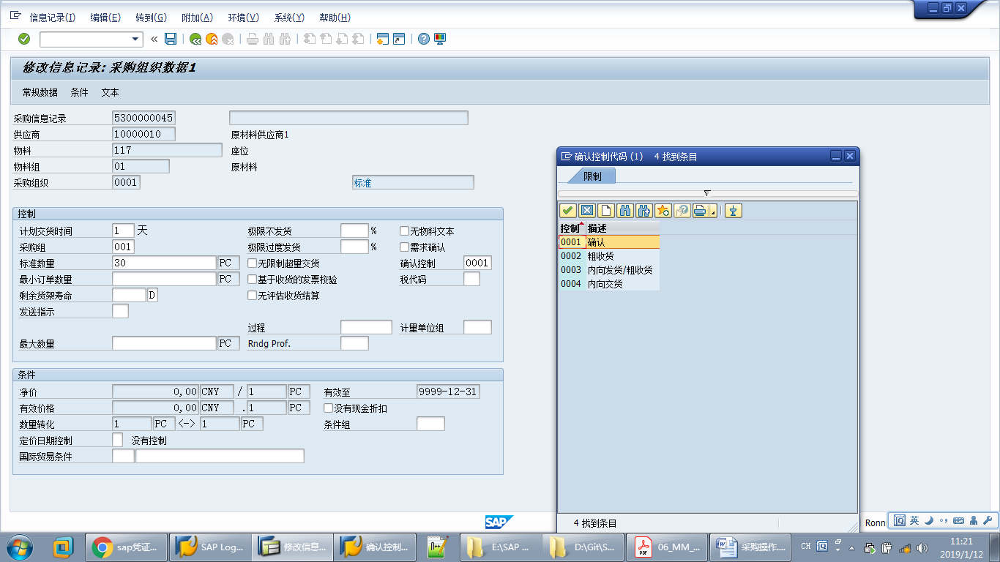 信息记录(I) 编辑(E) 转到(G) 附加(A) 环境(V) 系统(Y) 帮助(H)
修改信息记录: 采购组织数据1
常规数据 条件 文本
采购信息记录 5300000045
供应商 10000010 原材料供应商1
物料 117 座位
物料组 01 原材料
采购组织 0001 标准
控制
计划交货时间 1 天 极限不发货 % 无物料文本
采购组 001 极限过度发货 % 需求确认
标准数量 30 PC 无限制超量交货 确认控制 0001
最小订单数量 PC 基于收货的发票校验 税代码
剩余货架寿命 D 无评估收货结算
发送指示
过程 计量单位组
最大数量 PC Rndg Prof.
条件
净价 0,00 CNY / 1 PC 有效至 9999-12-31
有效价格 0,00 CNY . 1 PC 没有现金折扣
数量转化 1 PC <-> 1 PC 条件组
定价日期控制 没有控制
国际贸易条件
确认控制代码 (1) 4 找到条目
限制
控制 描述
0001 确认
0002 粗收货
0003 内向发货/粗收货
0004 内向交货
4 找到条目
SAP
Ronn
英
sap凭证... SAP Log... 修改信息... 确认控制... E:\SAP ... D:\Git\S... 06_MM_... 采购操作....
CH
11:21
2019/1/12